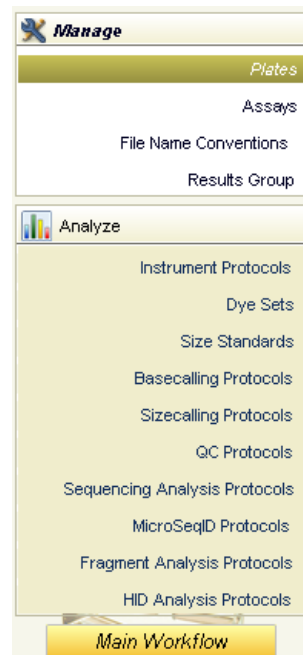 Manage
Plates
Assays
File Name Conventions
Results Group
Analyze
Instrument Protocols
Dye Sets
Size Standards
Basecalling Protocols
Sizecalling Protocols
QC Protocols
Sequencing Analysis Protocols
MicroSeqID Protocols
Fragment Analysis Protocols
HID Analysis Protocols
Main Workflow